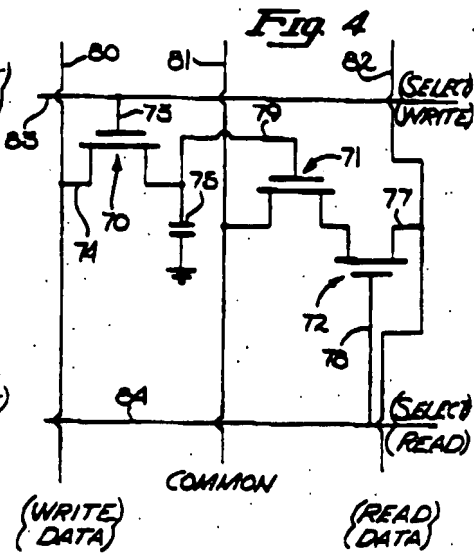 Fig. 4
80
81
82
(SELECT)
(WRITE)
83
73
79
71
75
77
74
70
72
78
84
(SELECT)
(READ)
COMMON
(WRITE)
(DATA)
(READ)
(DATA)